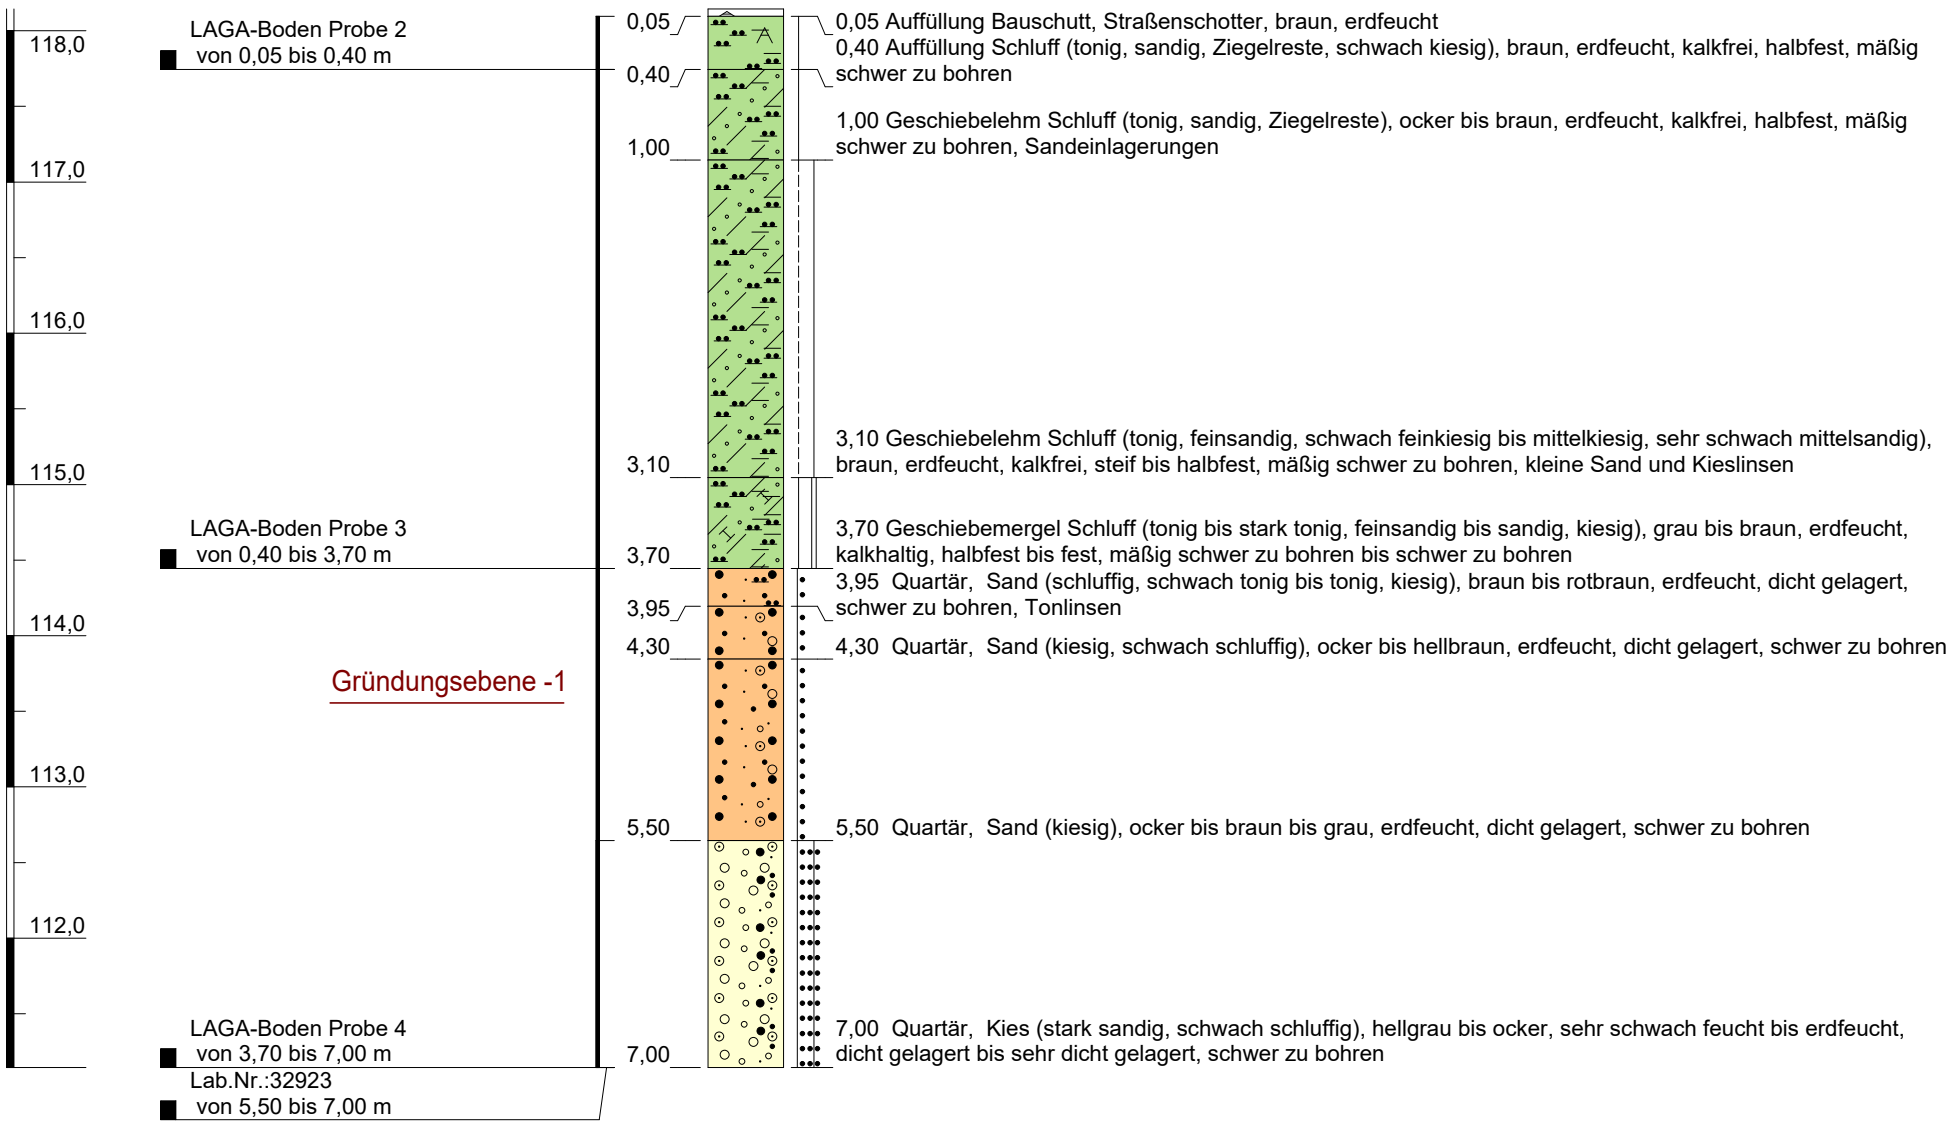 118,0
117,0
116,0
115,0
114,0
113,0
112,0
LAGA-Boden Probe 2
von 0,05 bis 0,40 m
LAGA-Boden Probe 3
von 0,40 bis 3,70 m
Gründungsebene -1
LAGA-Boden Probe 4
von 3,70 bis 7,00 m
Lab.Nr.:32923
von 5,50 bis 7,00 m
0,05
0,40
1,00
3,10
3,70
3,95
4,30
5,50
7,00
A
0,05 Auffüllung Bauschutt, Straßenschotter, braun, erdfeucht
0,40 Auffüllung Schluff (tonig, sandig, Ziegelreste, schwach kiesig), braun, erdfeucht, kalkfrei, halbfest, mäßig
schwer zu bohren
1,00 Geschiebelehm Schluff (tonig, sandig, Ziegelreste), ocker bis braun, erdfeucht, kalkfrei, halbfest, mäßig
schwer zu bohren, Sandeinlagerungen
3,10 Geschiebelehm Schluff (tonig, feinsandig, schwach feinkiesig bis mittelkiesig, sehr schwach mittelsandig),
braun, erdfeucht, kalkfrei, steif bis halbfest, mäßig schwer zu bohren, kleine Sand und Kieslinsen
3,70 Geschiebemergel Schluff (tonig bis stark tonig, feinsandig bis sandig, kiesig), grau bis braun, erdfeucht,
kalkhaltig, halbfest bis fest, mäßig schwer zu bohren bis schwer zu bohren
3,95 Quartär, Sand (schluffig, schwach tonig bis tonig, kiesig), braun bis rotbraun, erdfeucht, dicht gelagert,
schwer zu bohren, Tonlinsen
4,30 Quartär, Sand (kiesig, schwach schluffig), ocker bis hellbraun, erdfeucht, dicht gelagert, schwer zu bohren
5,50 Quartär, Sand (kiesig), ocker bis braun bis grau, erdfeucht, dicht gelagert, schwer zu bohren
7,00 Quartär, Kies (stark sandig, schwach schluffig), hellgrau bis ocker, sehr schwach feucht bis erdfeucht,
dicht gelagert bis sehr dicht gelagert, schwer zu bohren